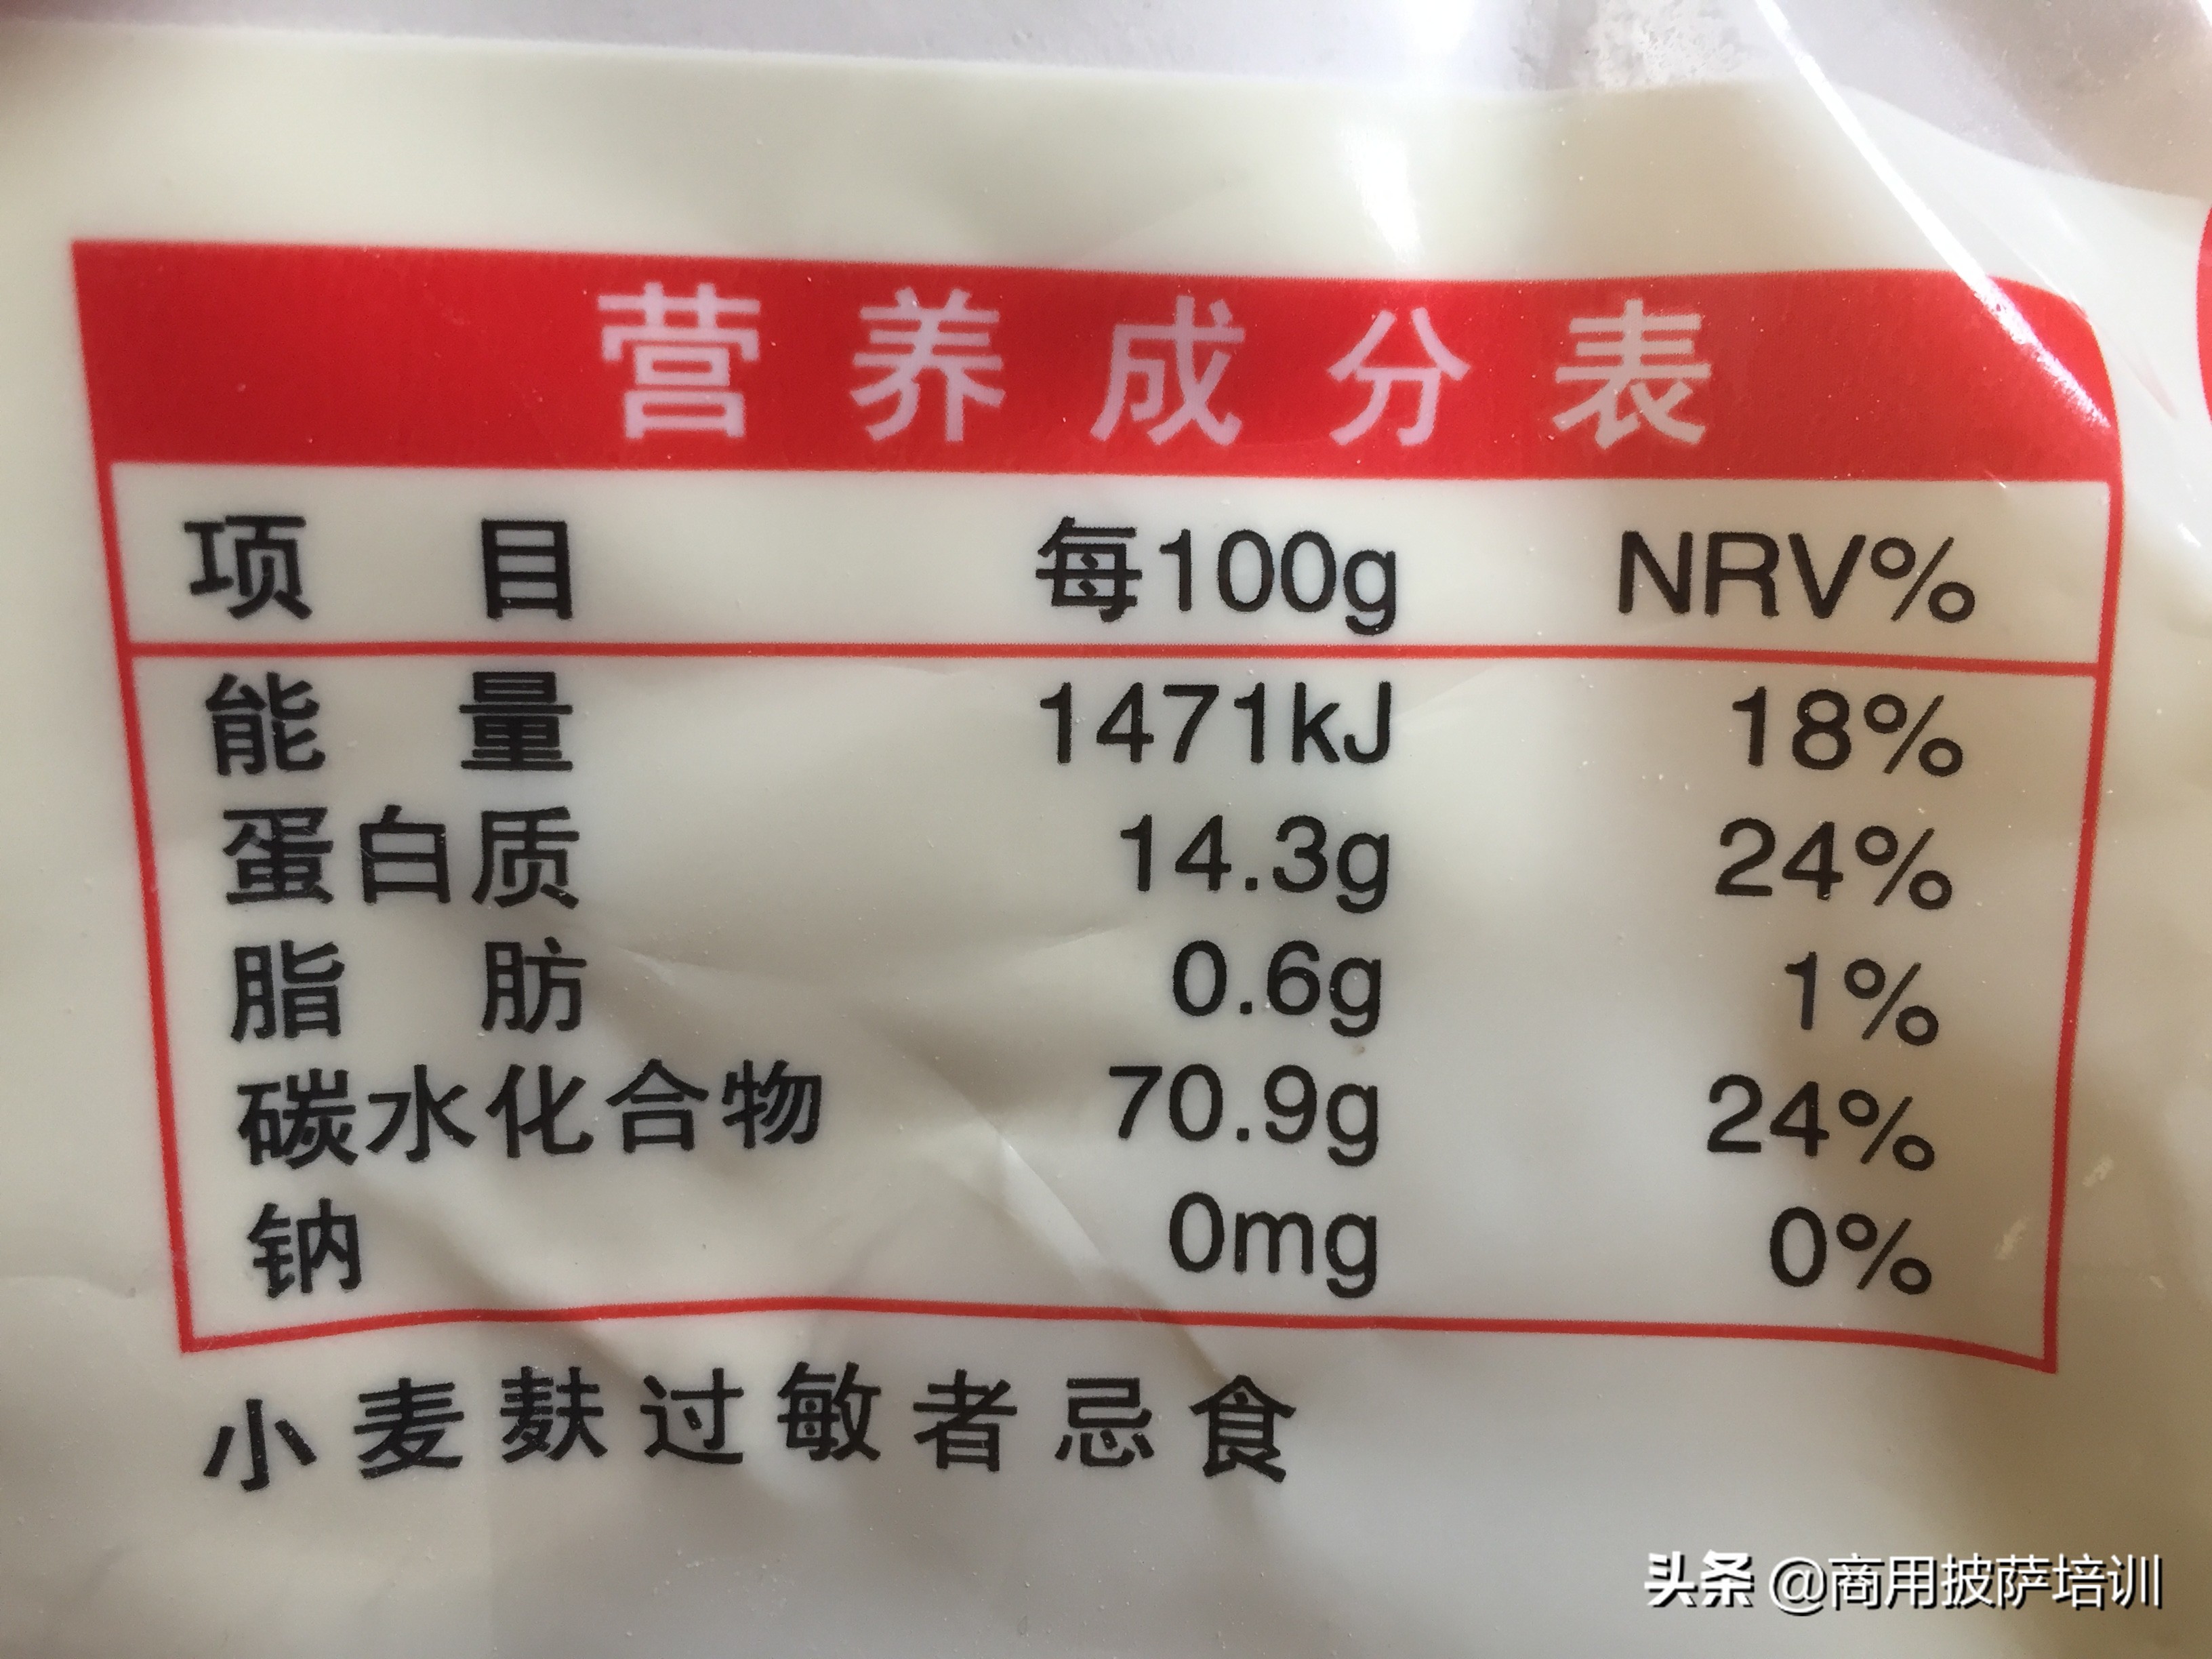 营养成分表
项目 每100g NRV%
能量 1471kJ 18%
蛋白质 14.3g 24%
脂肪 0.6g 1%
碳水化合物 70.9g 24%
钠 0mg 0%
小麦麸过敏者忌食
头条 @商用披萨培训